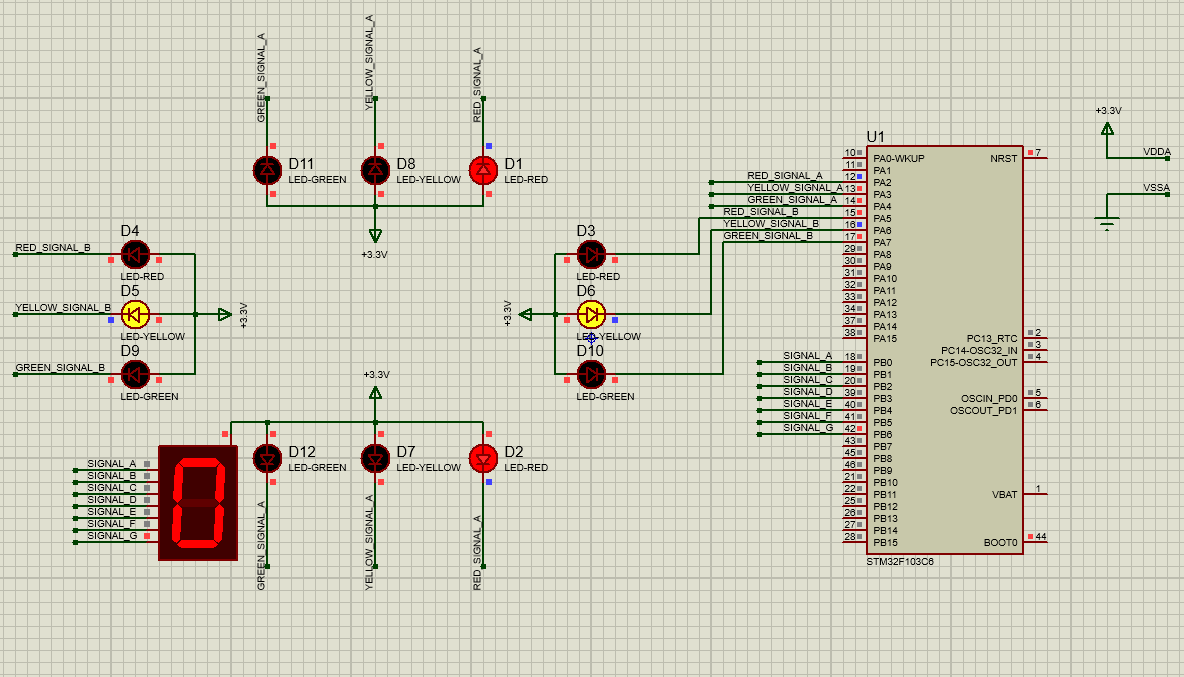 GREEN_SIGNAL_A
YELLOW_SIGNAL_A
RED_SIGNAL_A
D11
LED-GREEN
D8
LED-YELLOW
D1
LED-RED
+3.3V
RED_SIGNAL_B
D4
LED-RED
YELLOW_SIGNAL_B
D5
LED-YELLOW
GREEN_SIGNAL_B
D9
LED-GREEN
+3.3V
D3
LED-RED
D6
LED-YELLOW
D10
LED-GREEN
+3.3V
+3.3V
D12
LED-GREEN
D7
LED-YELLOW
D2
LED-RED
GREEN_SIGNAL_A
YELLOW_SIGNAL_A
RED_SIGNAL_A
SIGNAL_A
SIGNAL_B
SIGNAL_C
SIGNAL_D
SIGNAL_E
SIGNAL_F
SIGNAL_G
0
RED_SIGNAL_A
YELLOW_SIGNAL_A
GREEN_SIGNAL_A
RED_SIGNAL_B
YELLOW_SIGNAL_B
GREEN_SIGNAL_B
SIGNAL_A
SIGNAL_B
SIGNAL_C
SIGNAL_D
SIGNAL_E
SIGNAL_F
SIGNAL_G
U1
10 PA0-WKUP
11 PA1
12 PA2
13 PA3
14 PA4
15 PA5
16 PA6
17 PA7
29 PA8
30 PA9
31 PA10
32 PA11
33 PA12
34 PA13
37 PA14
38 PA15
18 PB0
19 PB1
20 PB2
39 PB3
40 PB4
41 PB5
42 PB6
43 PB7
45 PB8
46 PB9
21 PB10
22 PB11
25 PB12
26 PB13
27 PB14
28 PB15
NRST 7
PC13_RTC 2
PC14-OSC32_IN 3
PC15-OSC32_OUT 4
OSCIN_PD0 5
OSCOUT_PD1 6
VBAT 1
BOOT0 44
STM32F103C6
+3.3V
VDDA
VSSA